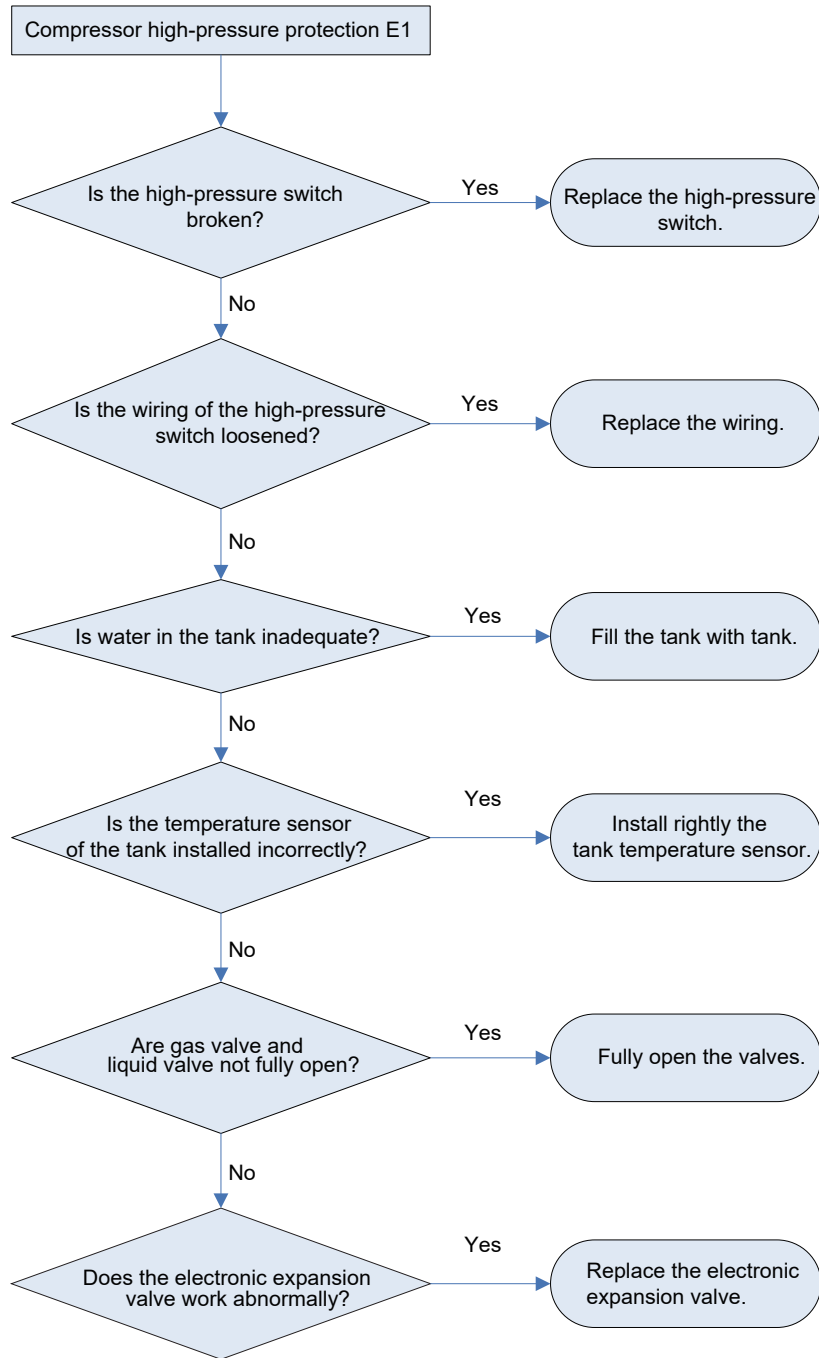 Compressor high-pressure protection E1
Is the high-pressure switch
broken?
Yes
Replace the high-pressure
switch.
No
Is the wiring of the high-pressure
switch loosened?
Yes
Replace the wiring.
No
Is water in the tank inadequate?
Yes
Fill the tank with tank.
No
Is the temperature sensor
of the tank installed incorrectly?
Yes
Install rightly the
tank temperature sensor.
No
Are gas valve and
liquid valve not fully open?
Yes
Fully open the valves.
No
Does the electronic expansion
valve work abnormally?
Yes
Replace the electronic
expansion valve.